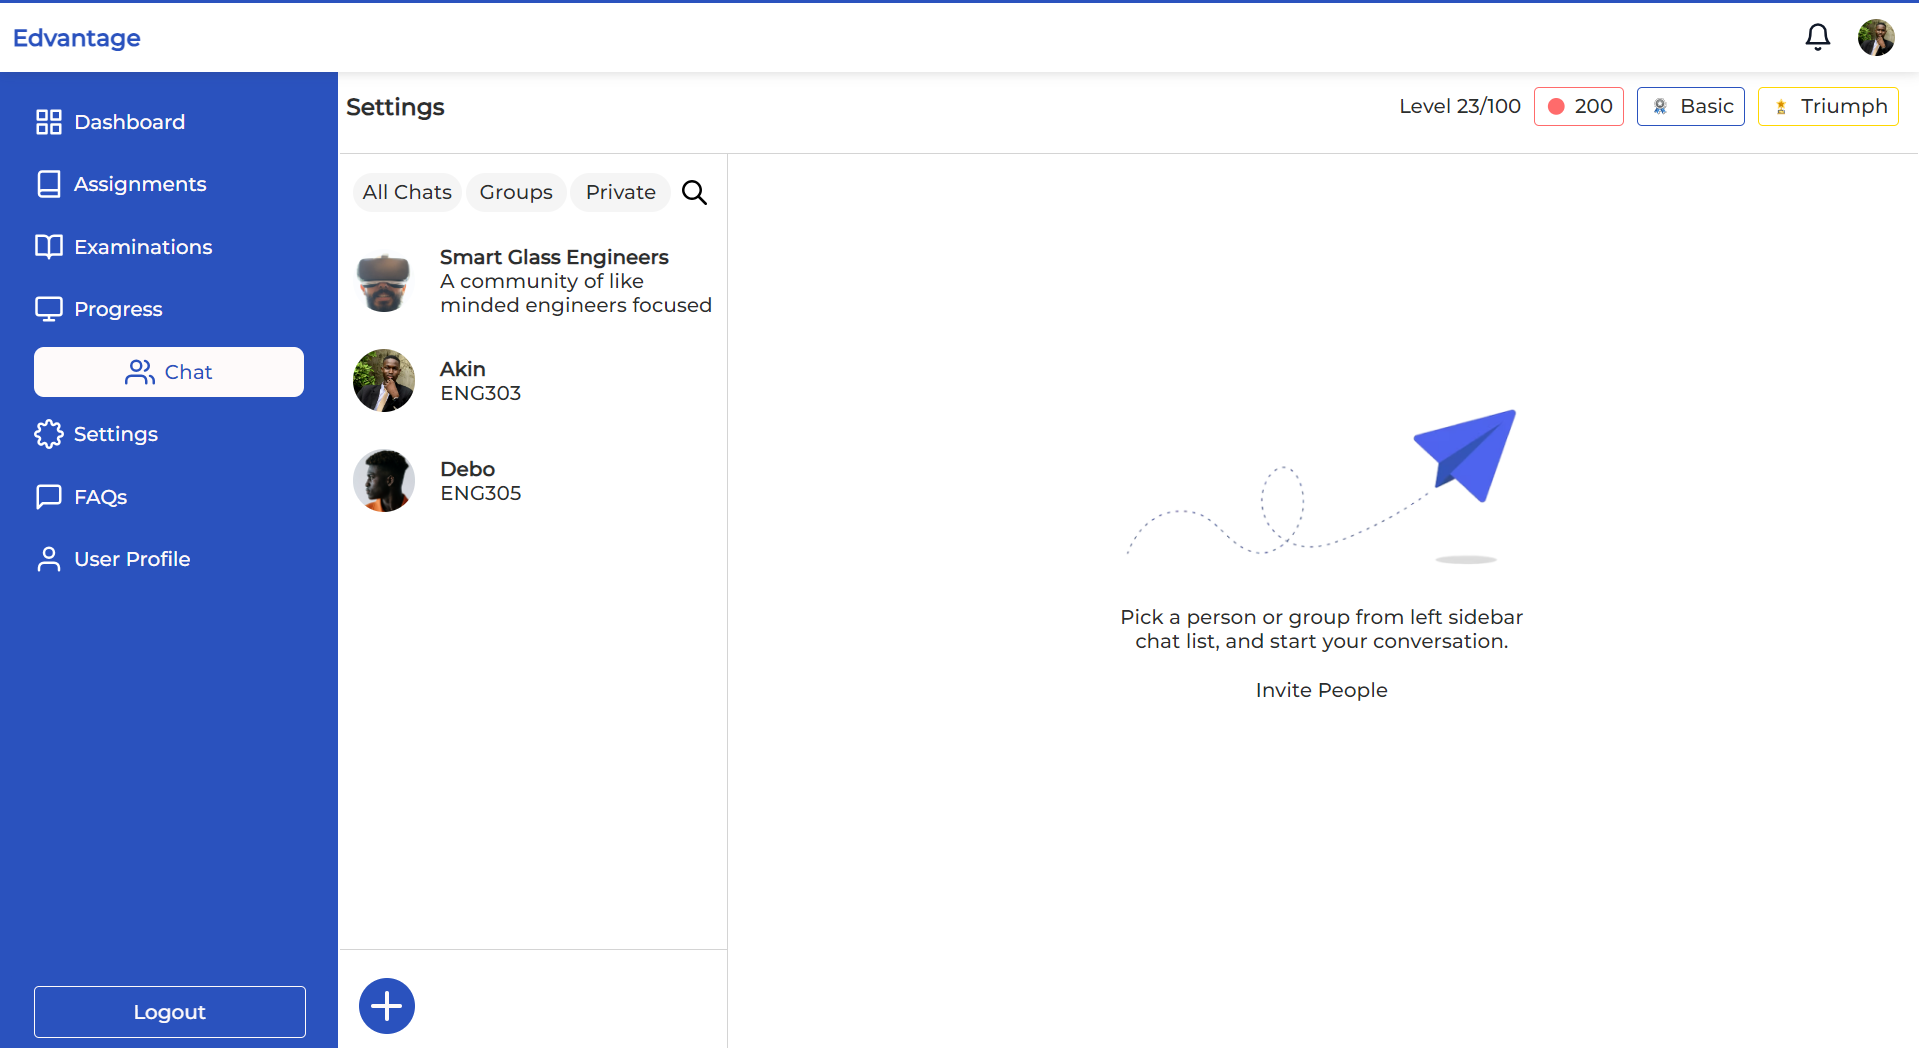 Edvantage
Dashboard
Assignments
Examinations
Progress
Chat
Settings
FAQs
User Profile
Logout
Settings
Level 23/100
200
Basic
Triumph
All Chats
Groups
Private
Smart Glass Engineers
A community of like
minded engineers focused
Akin
ENG303
Debo
ENG305
Pick a person or group from left sidebar
chat list, and start your conversation.
Invite People